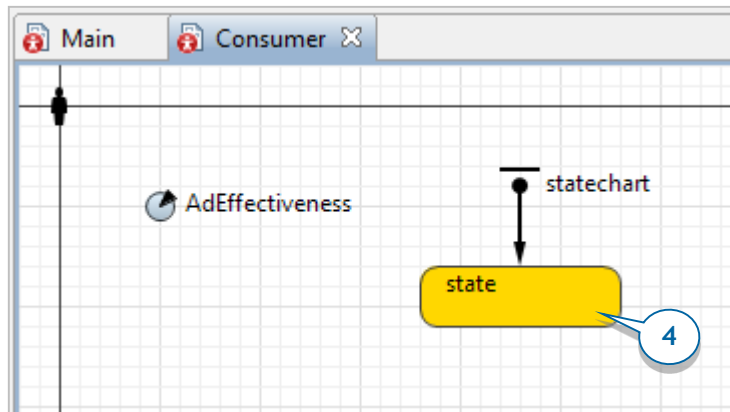 Main
Consumer
statechart
AdEffectiveness
state
4